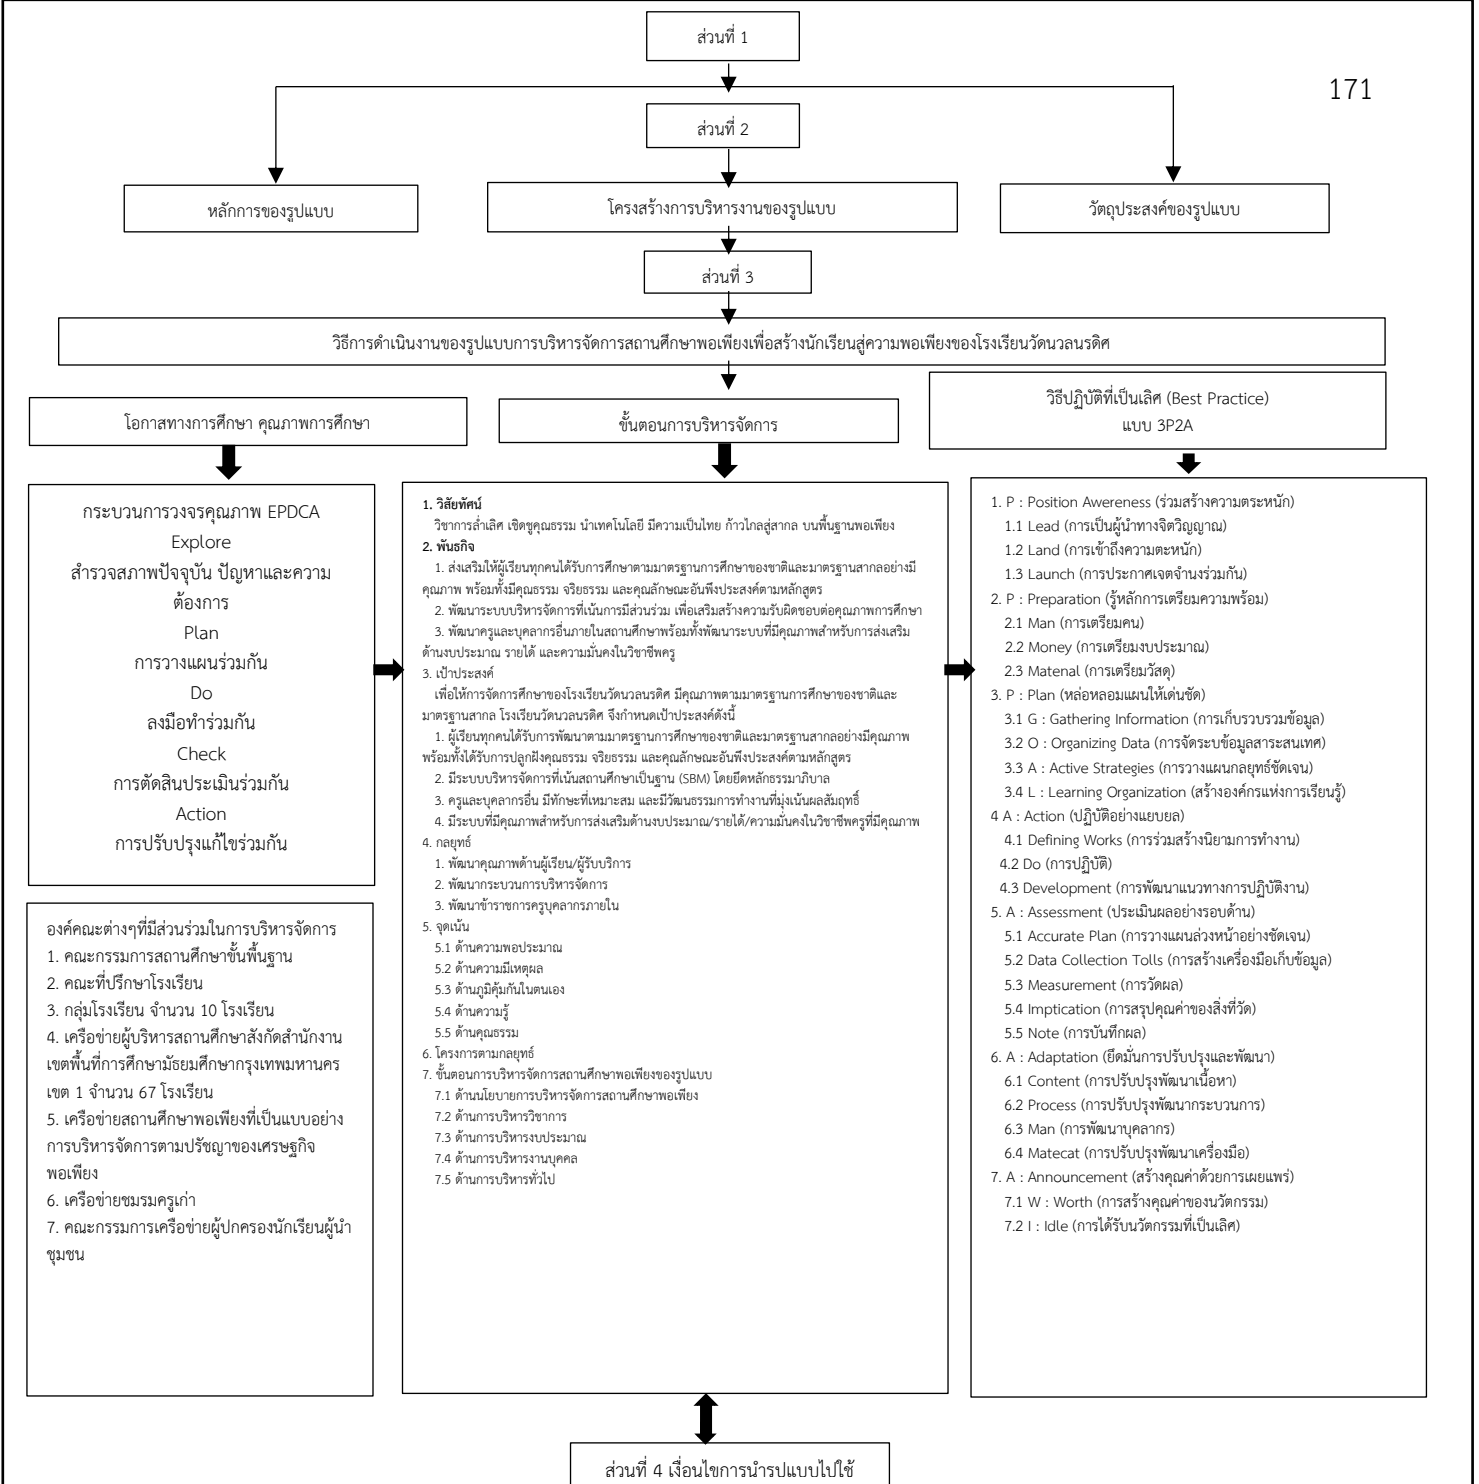 ส่วนที่ 1
171
ส่วนที่ 2
หลักการของรูปแบบ
โครงสร้างการบริหารงานของรูปแบบ
วัตถุประสงค์ของรูปแบบ
ส่วนที่ 3
วิธีการดำเนินงานของรูปแบบการบริหารจัดการสถานศึกษาพอเพียงเพื่อสร้างนักเรียนสู่ความพอเพียงของโรงเรียนวัดนวลนรดิศ
โอกาสทางการศึกษา คุณภาพการศึกษา
ขั้นตอนการบริหารจัดการ
วิธีปฏิบัติที่เป็นเลิศ (Best Practice)
แบบ 3P2A
กระบวนการวงจรคุณภาพ EPDCA
Explore
สำรวจสภาพปัจจุบัน ปัญหาและความ
ต้องการ
Plan
การวางแผนร่วมกัน
Do
ลงมือทำร่วมกัน
Check
การตัดสินประเมินร่วมกัน
Action
การปรับปรุงแก้ไขร่วมกัน
องค์คณะต่างๆที่มีส่วนร่วมในการบริหารจัดการ
1. คณะกรรมการสถานศึกษาขั้นพื้นฐาน
2. คณะที่ปรึกษาโรงเรียน
3. กลุ่มโรงเรียน จำนวน 10 โรงเรียน
4. เครือข่ายผู้บริหารสถานศึกษาสังกัดสำนักงาน
เขตพื้นที่การศึกษามัธยมศึกษากรุงเทพมหานคร
เขต 1 จำนวน 67 โรงเรียน
5. เครือข่ายสถานศึกษาพอเพียงที่เป็นแบบอย่าง
การบริหารจัดการตามปรัชญาของเศรษฐกิจ
พอเพียง
6. เครือข่ายชมรมครูเก่า
7. คณะกรรมการเครือข่ายผู้ปกครองนักเรียนผู้นำ
ชุมชน
1. วิสัยทัศน์
วิชาการล่ำเลิศ เชิดชูคุณธรรม นำเทคโนโลยี มีความเป็นไทย ก้าวไกลสู่สากล บนพื้นฐานพอเพียง
2. พันธกิจ
1. ส่งเสริมให้ผู้เรียนทุกคนได้รับการศึกษาตามมาตรฐานการศึกษาของชาติและมาตรฐานสากลอย่างมี
คุณภาพ พร้อมทั้งมีคุณธรรม จริยธรรม และคุณลักษณะอันพึงประสงค์ตามหลักสูตร
2. พัฒนาระบบบริหารจัดการที่เน้นการมีส่วนร่วม เพื่อเสริมสร้างความรับผิดชอบต่อคุณภาพการศึกษา
3. พัฒนาครูและบุคลากรอื่นภายในสถานศึกษาพร้อมทั้งพัฒนาระบบที่มีคุณภาพสำหรับการส่งเสริม
ด้านงบประมาณ รายได้ และความมั่นคงในวิชาชีพครู
3. เป้าประสงค์
เพื่อให้การจัดการศึกษาของโรงเรียนวัดนวลนรดิศ มีคุณภาพตามมาตรฐานการศึกษาของชาติและ
มาตรฐานสากล โรงเรียนวัดนวลนรดิศ จึงกำหนดเป้าประสงค์ดังนี้
1. ผู้เรียนทุกคนได้รับการพัฒนาตามมาตรฐานการศึกษาของชาติและมาตรฐานสากลอย่างมีคุณภาพ
พร้อมทั้งได้รับการปลูกฝังคุณธรรม จริยธรรม และคุณลักษณะอันพึงประสงค์ตามหลักสูตร
2. มีระบบบริหารจัดการที่เน้นสถานศึกษาเป็นฐาน (SBM) โดยยึดหลักธรรมาภิบาล
3. ครูและบุคลากรอื่น มีทักษะที่เหมาะสม และมีวัฒนธรรมการทำงานที่มุ่งเน้นผลสัมฤทธิ์
4. มีระบบที่มีคุณภาพสำหรับการส่งเสริมด้านงบประมาณ/รายได้/ความมั่นคงในวิชาชีพครูที่มีคุณภาพ
4. กลยุทธ์
1. พัฒนาคุณภาพด้านผู้เรียน/ผู้รับบริการ
2. พัฒนากระบวนการบริหารจัดการ
3. พัฒนาข้าราชการครูบุคลากรภายใน
5. จุดเน้น
5.1 ด้านความพอประมาณ
5.2 ด้านความมีเหตุผล
5.3 ด้านภูมิคุ้มกันในตนเอง
5.4 ด้านความรู้
5.5 ด้านคุณธรรม
6. โครงการตามกลยุทธ์
7. ขั้นตอนการบริหารจัดการสถานศึกษาพอเพียงของรูปแบบ
7.1 ด้านนโยบายการบริหารจัดการสถานศึกษาพอเพียง
7.2 ด้านการบริหารวิชาการ
7.3 ด้านการบริหารงบประมาณ
7.4 ด้านการบริหารงานบุคคล
7.5 ด้านการบริหารทั่วไป
1. P : Position Awereness (ร่วมสร้างความตระหนัก)
1.1 Lead (การเป็นผู้นำทางจิตวิญญาณ)
1.2 Land (การเข้าถึงความตะหนัก)
1.3 Launch (การประกาศเจตจำนงร่วมกัน)
2. P : Preparation (รู้หลักการเตรียมความพร้อม)
2.1 Man (การเตรียมคน)
2.2 Money (การเตรียมงบประมาณ)
2.3 Matenal (การเตรียมวัสดุ)
3. P : Plan (หล่อหลอมแผนให้เด่นชัด)
3.1 G : Gathering Information (การเก็บรวบรวมข้อมูล)
3.2 O : Organizing Data (การจัดระบข้อมูลสาระสนเทศ)
3.3 A : Active Strategies (การวางแผนกลยุทธ์ชัดเจน)
3.4 L : Learning Organization (สร้างองค์กรแห่งการเรียนรู้)
4 A : Action (ปฏิบัติอย่างแยบยล)
4.1 Defining Works (การร่วมสร้างนิยามการทำงาน)
4.2 Do (การปฏิบัติ)
4.3 Development (การพัฒนาแนวทางการปฏิบัติงาน)
5. A : Assessment (ประเมินผลอย่างรอบด้าน)
5.1 Accurate Plan (การวางแผนล่วงหน้าอย่างชัดเจน)
5.2 Data Collection Tolls (การสร้างเครื่องมือเก็บข้อมูล)
5.3 Measurement (การวัดผล)
5.4 Imptication (การสรุปคุณค่าของสิ่งที่วัด)
5.5 Note (การบันทึกผล)
6. A : Adaptation (ยึดมั่นการปรับปรุงและพัฒนา)
6.1 Content (การปรับปรุงพัฒนาเนื้อหา)
6.2 Process (การปรับปรุงพัฒนากระบวนการ)
6.3 Man (การพัฒนาบุคลากร)
6.4 Matecat (การปรับปรุงพัฒนาเครื่องมือ)
7. A : Announcement (สร้างคุณค่าด้วยการเผยแพร่)
7.1 W : Worth (การสร้างคุณค่าของนวัตกรรม)
7.2 I : Idle (การได้รับนวัตกรรมที่เป็นเลิศ)
ส่วนที่ 4 เงื่อนไขการนำรูปแบบไปใช้